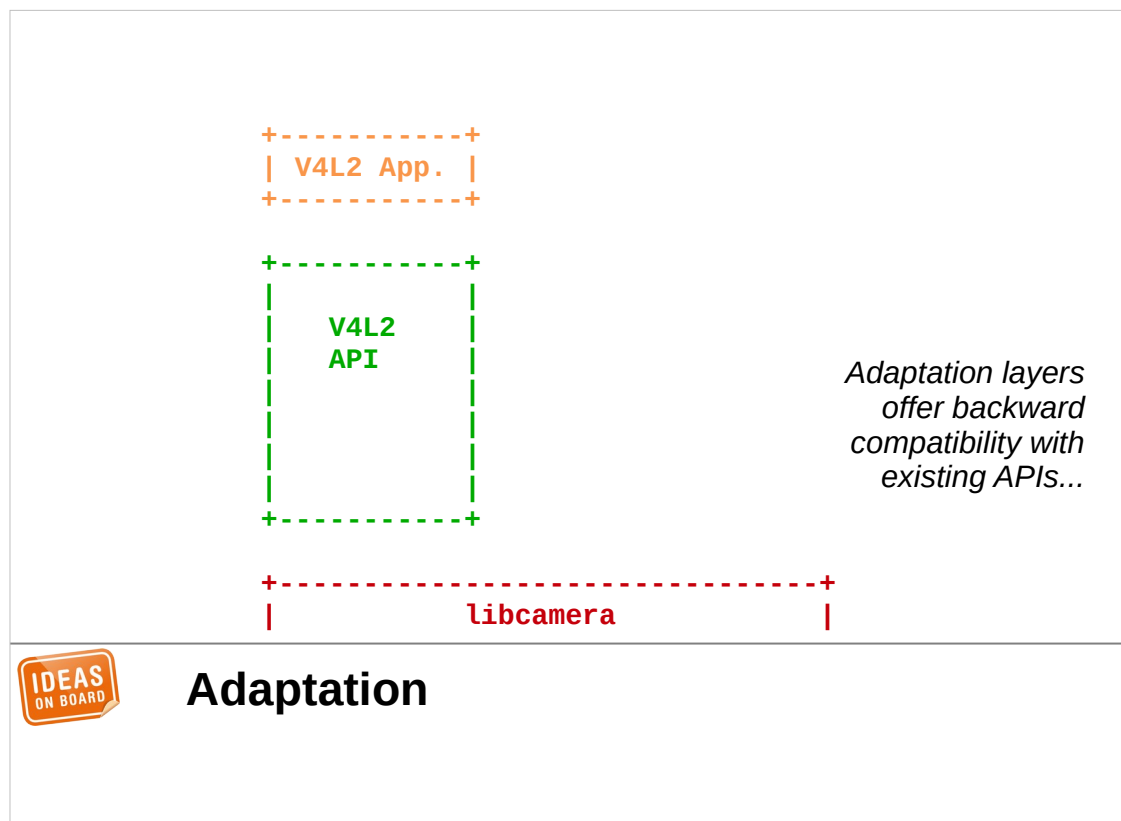 +-----------+
| V4L2 App. |
+-----------+
+-----------+
|           |
|   V4L2    |
|   API     |
|           |
|           |
|           |
|           |
+-----------+
Adaptation layers
offer backward
compatibility with
existing APIs...
+--------------------------------+
|           libcamera            |
IDEAS
ON BOARD
Adaptation